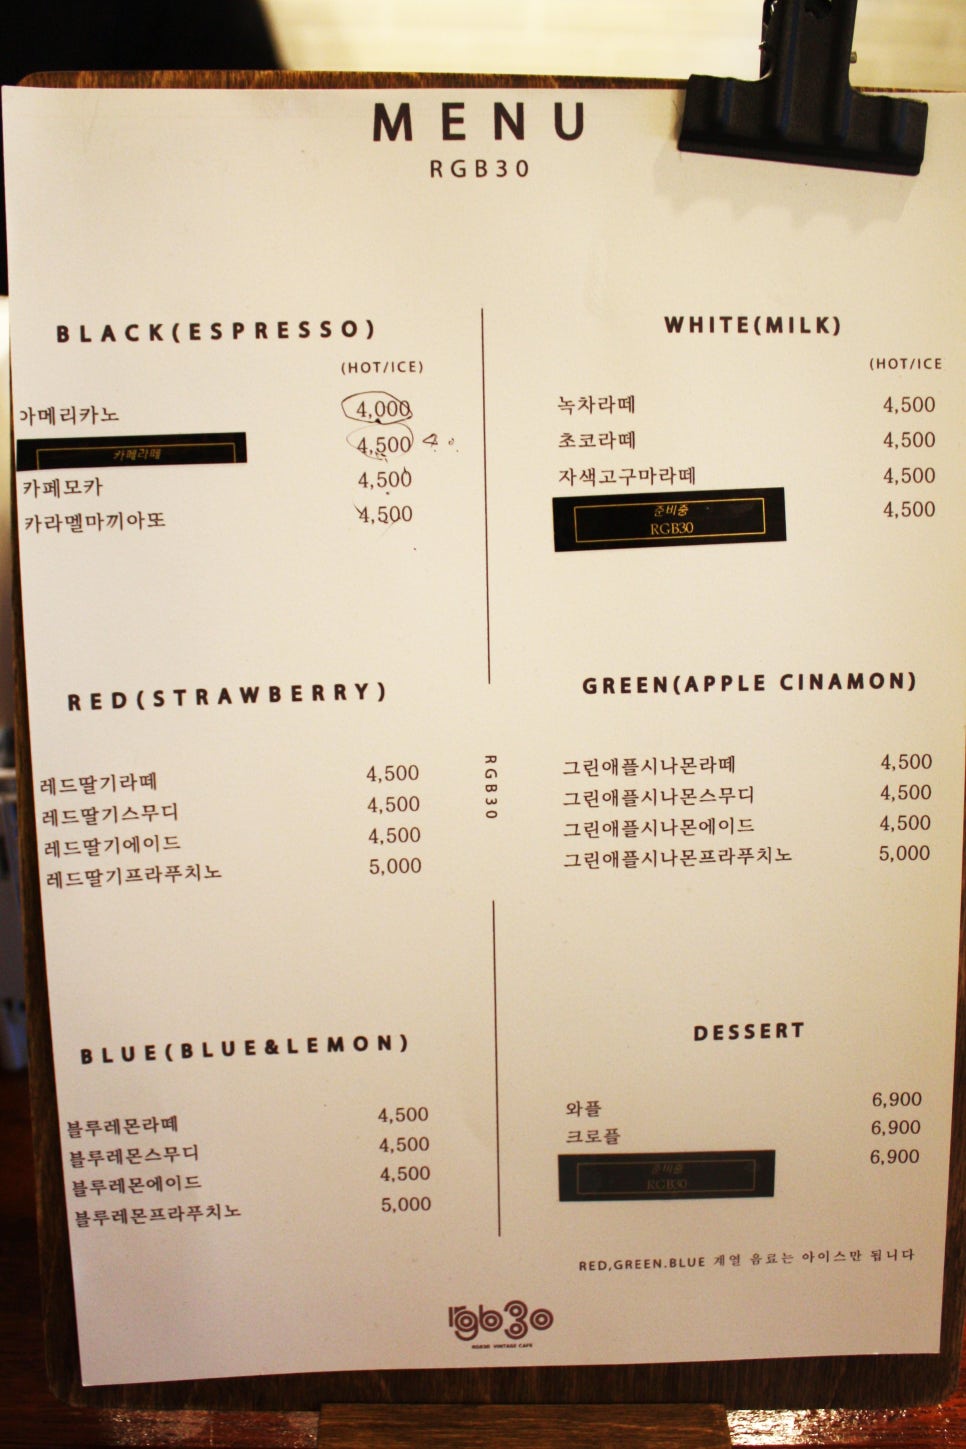 MENU
RGB30
BLACK(ESPRESSO)
(HOT/ICE)
아메리카노 4,000
카페라떼 4,500
카페모카 4,500
카라멜마끼아또 4,500
WHITE(MILK)
(HOT/ICE
녹차라떼 4,500
초코라떼 4,500
자색고구마라떼 4,500
준비중 4,500
RGB30
RED(STRAWBERRY)
레드딸기라떼 4,500
레드딸기스무디 4,500
레드딸기에이드 4,500
레드딸기프라푸치노 5,000
RGB30
GREEN(APPLE CINAMON)
그린애플시나몬라떼 4,500
그린애플시나몬스무디 4,500
그린애플시나몬에이드 4,500
그린애플시나몬프라푸치노 5,000
BLUE(BLUE&LEMON)
블루레몬라떼 4,500
블루레몬스무디 4,500
블루레몬에이드 4,500
블루레몬프라푸치노 5,000
DESSERT
와플 6,900
크로플 6,900
준비중 6,900
RGB30
RED,GREEN.BLUE 계열 음료는 아이스만 됩니다
rgb30
RGB30 VINTAGE CAFE